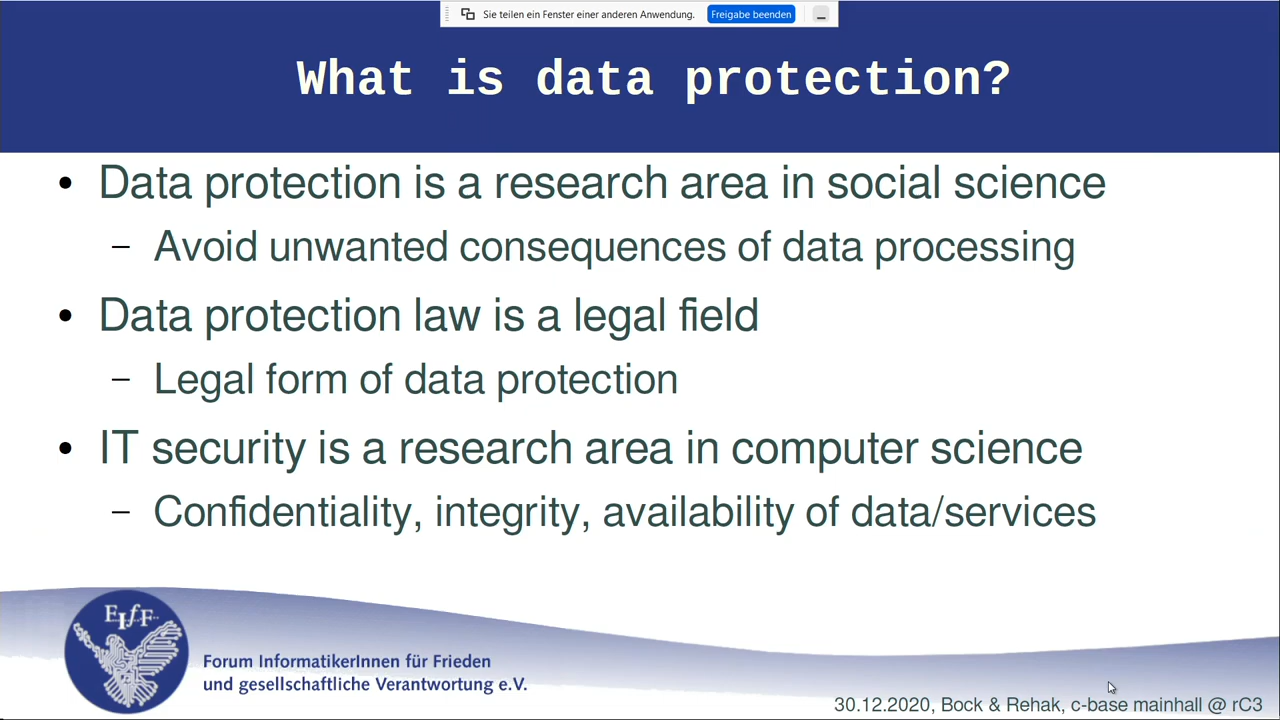 Sie teilen ein Fenster einer anderen Anwendung. Freigabe beenden
What is data protection?
• Data protection is a research area in social science
– Avoid unwanted consequences of data processing
• Data protection law is a legal field
– Legal form of data protection
• IT security is a research area in computer science
– Confidentiality, integrity, availability of data/services
FIfF
Forum InformatikerInnen für Frieden
und gesellschaftliche Verantwortung e.V.
30.12.2020, Bock & Rehak, c-base mainhall @ rC3